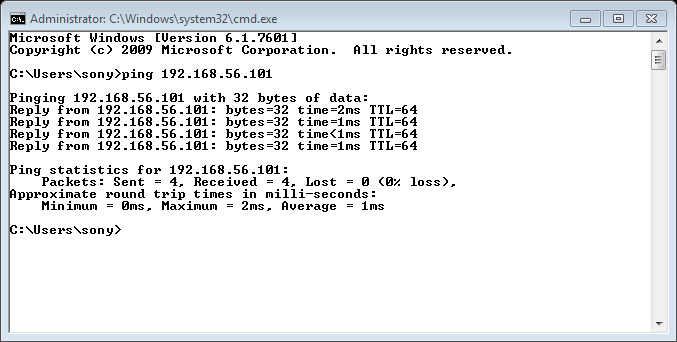 Administrator: C:\Windows\system32\cmd.exe
Microsoft Windows [Version 6.1.7601]
Copyright (c) 2009 Microsoft Corporation.  All rights reserved.
C:\Users\sony>ping 192.168.56.101
Pinging 192.168.56.101 with 32 bytes of data:
Reply from 192.168.56.101: bytes=32 time=2ms TTL=64
Reply from 192.168.56.101: bytes=32 time=1ms TTL=64
Reply from 192.168.56.101: bytes=32 time<1ms TTL=64
Reply from 192.168.56.101: bytes=32 time=1ms TTL=64
Ping statistics for 192.168.56.101:
    Packets: Sent = 4, Received = 4, Lost = 0 (0% loss),
Approximate round trip times in milli-seconds:
    Minimum = 0ms, Maximum = 2ms, Average = 1ms
C:\Users\sony>